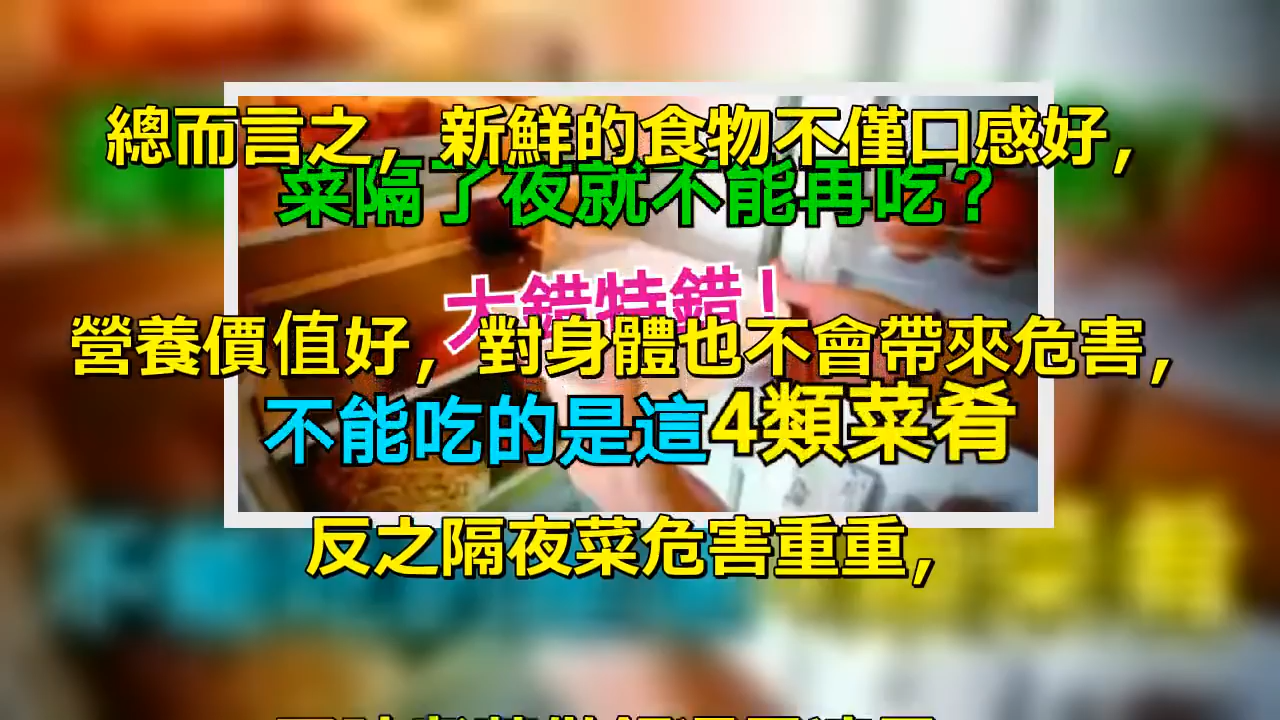 總而言之，新鮮的食物不僅口感好，
菜隔了夜就不能再吃？
大錯特錯！
營養價值好，對身體也不會帶來危害，
不能吃的是這4類菜肴
反之隔夜菜危害重重，